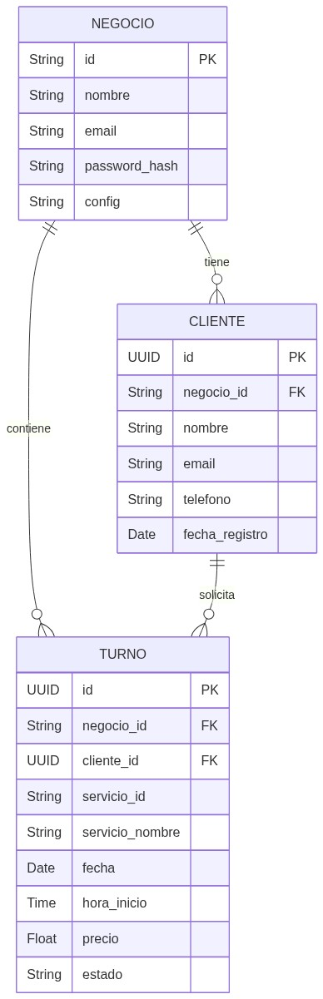 NEGOCIO
String id PK
String nombre
String email
String password_hash
String config
tiene
CLIENTE
UUID id PK
String negocio_id FK
String nombre
String email
String telefono
Date fecha_registro
contiene
solicita
TURNO
UUID id PK
String negocio_id FK
UUID cliente_id FK
String servicio_id
String servicio_nombre
Date fecha
Time hora_inicio
Float precio
String estado